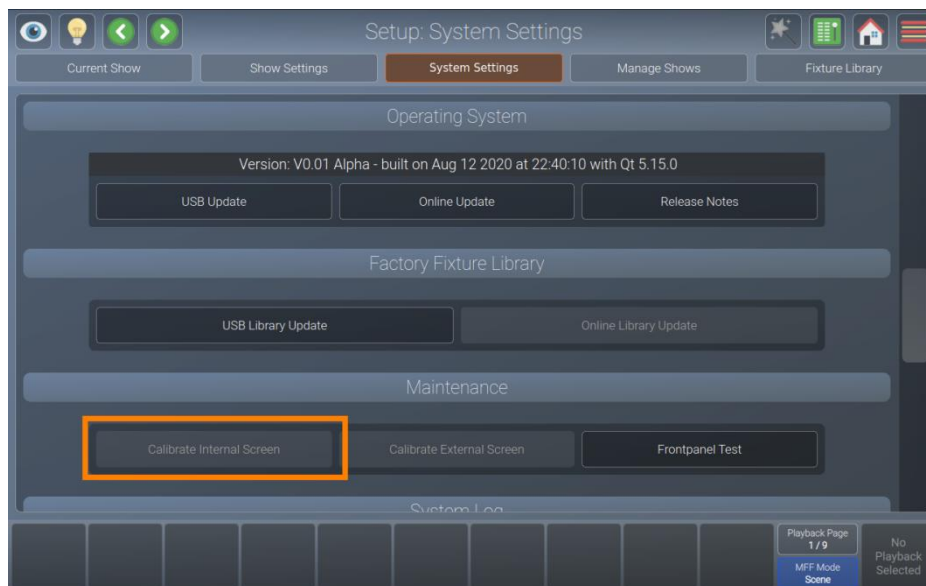 Setup: System Settings
Current Show
Show Settings
System Settings
Manage Shows
Fixture Library
Operating System
Version: V0.01 Alpha - built on Aug 12 2020 at 22:40:10 with Qt 5.15.0
USB Update
Online Update
Release Notes
Factory Fixture Library
USB Library Update
Online Library Update
Maintenance
Calibrate Internal Screen
Calibrate External Screen
Frontpanel Test
System Log
Playback Page
1 / 9
MFF Mode
Scene
No
Playback
Selected